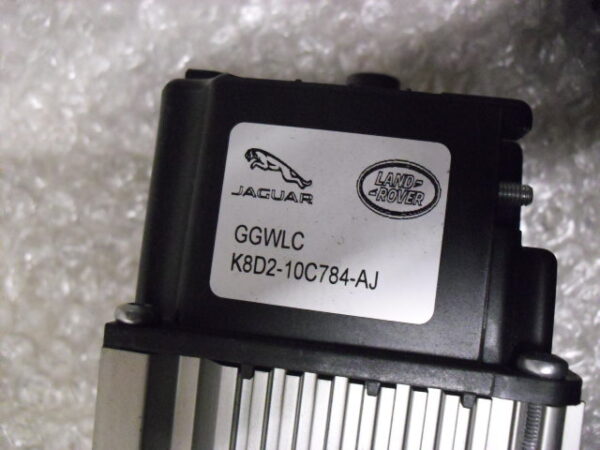 JAGUAR
LAND
ROVER
GGWLC
K8D2-10C784-AJ